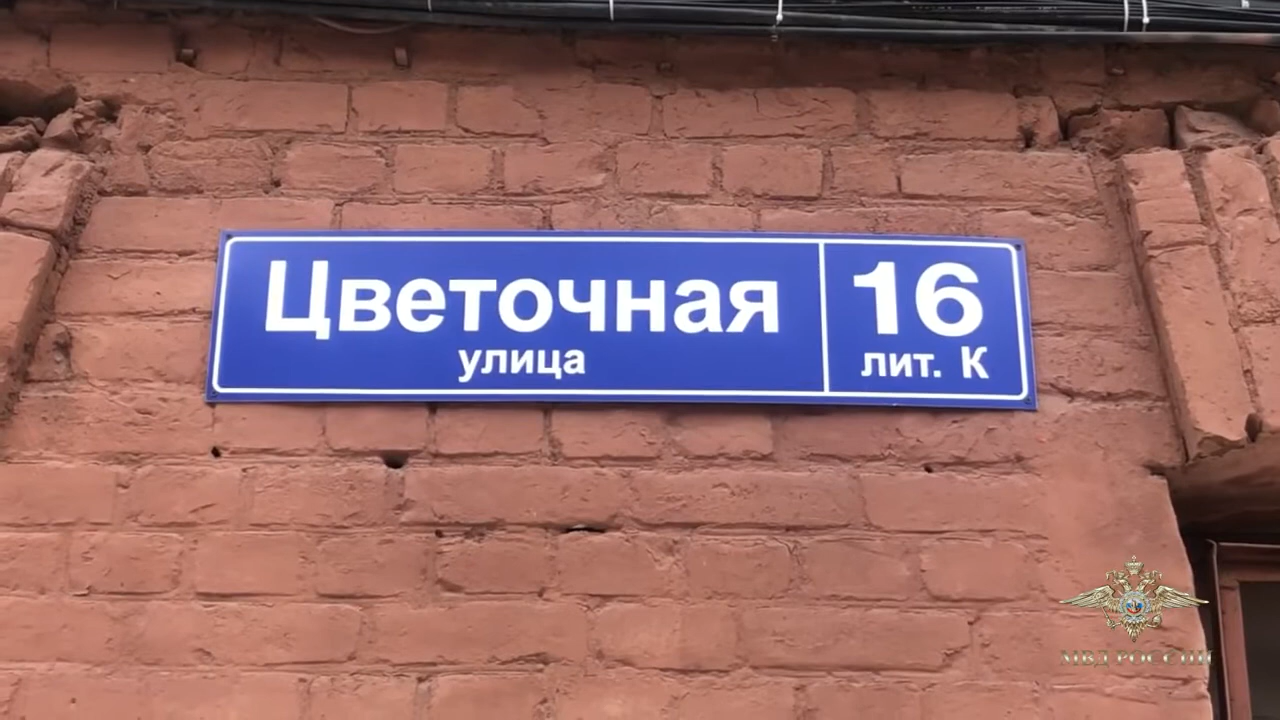 Цветочная
улица
16
лит. К
МВД РОССИИ